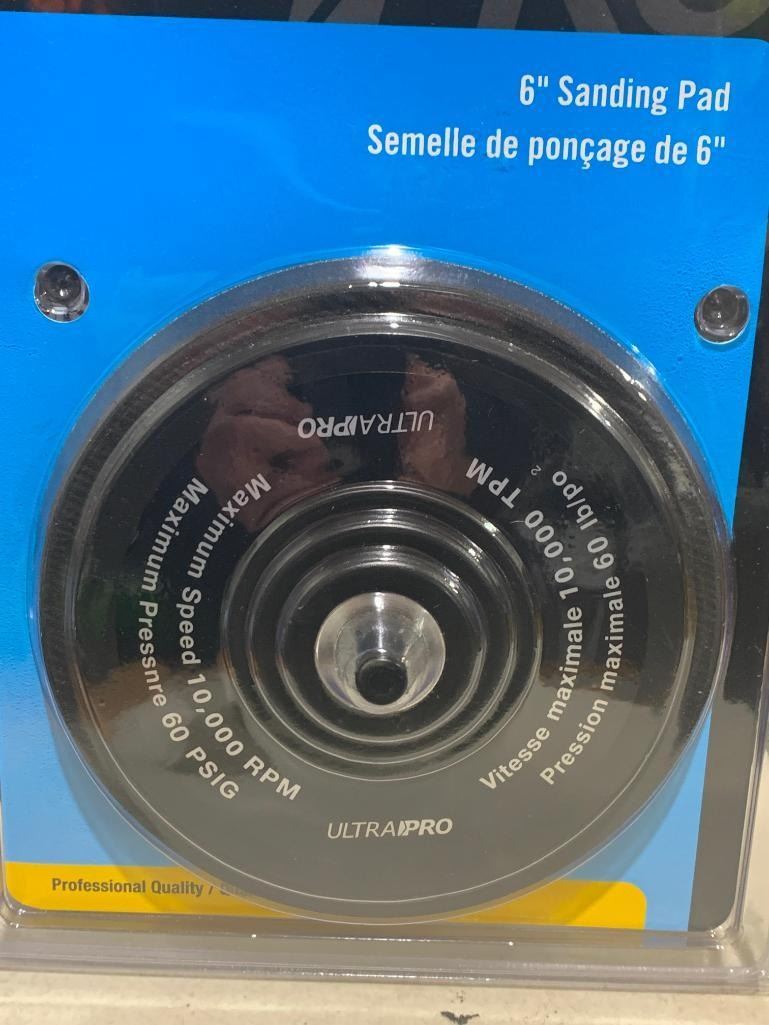 6" Sanding Pad
Semelle de ponçage de 6"
ULTRAPRO
Maximum Speed 10,000 RPM
Maximum Pressnre 60 PSIG
Vitesse maximale 10,000 TPM
Pression maximale 60 lb/po²
ULTRAPRO
Professional Quality /